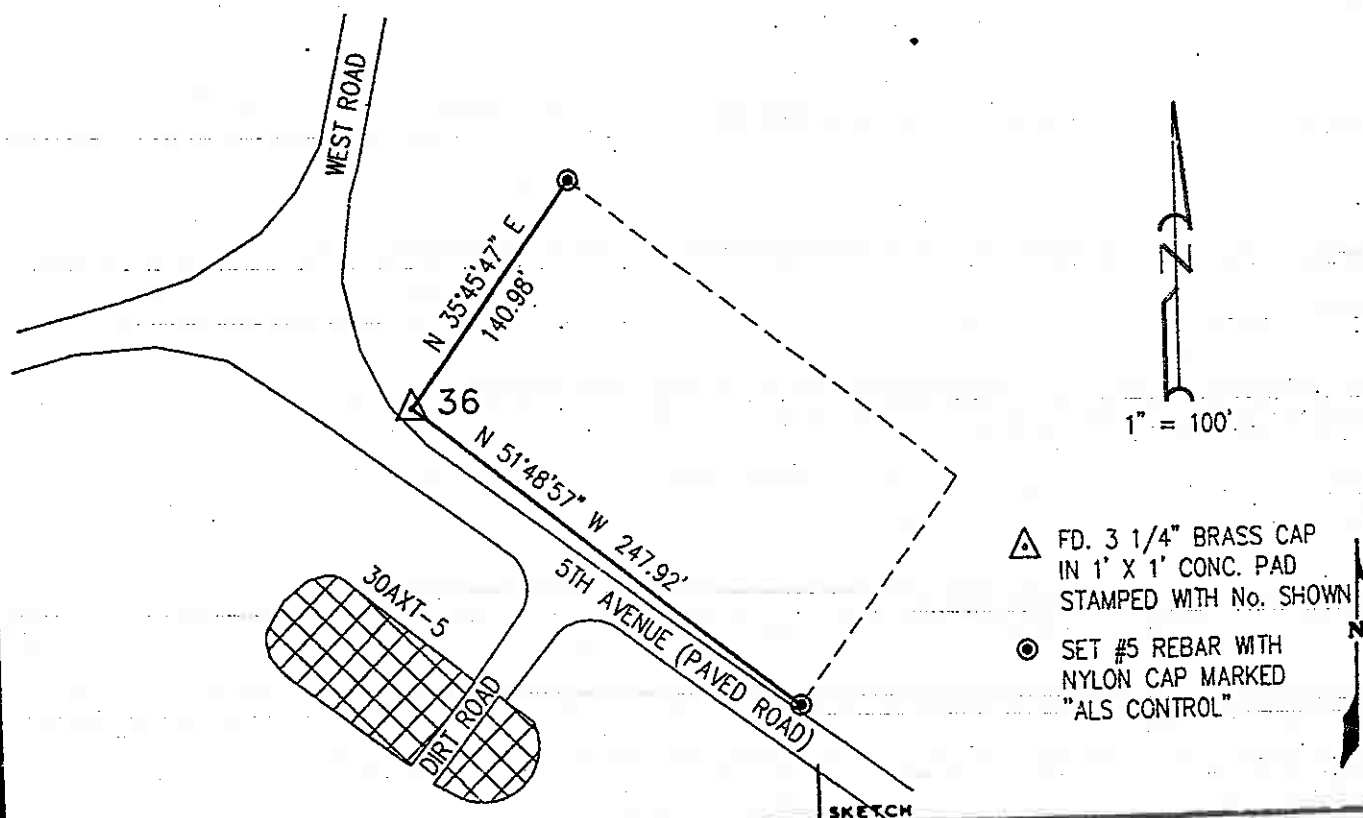 WEST ROAD
N 35°45'47" E
140.98'
36
N 51°48'57" W 247.92'
5TH AVENUE (PAVED ROAD)
30AXT-5
DIRT ROAD
N
1" = 100'
FD. 3 1/4" BRASS CAP
IN 1' X 1' CONC. PAD
STAMPED WITH No. SHOWN
SET #5 REBAR WITH
NYLON CAP MARKED
"ALS CONTROL"
N
SKETCH